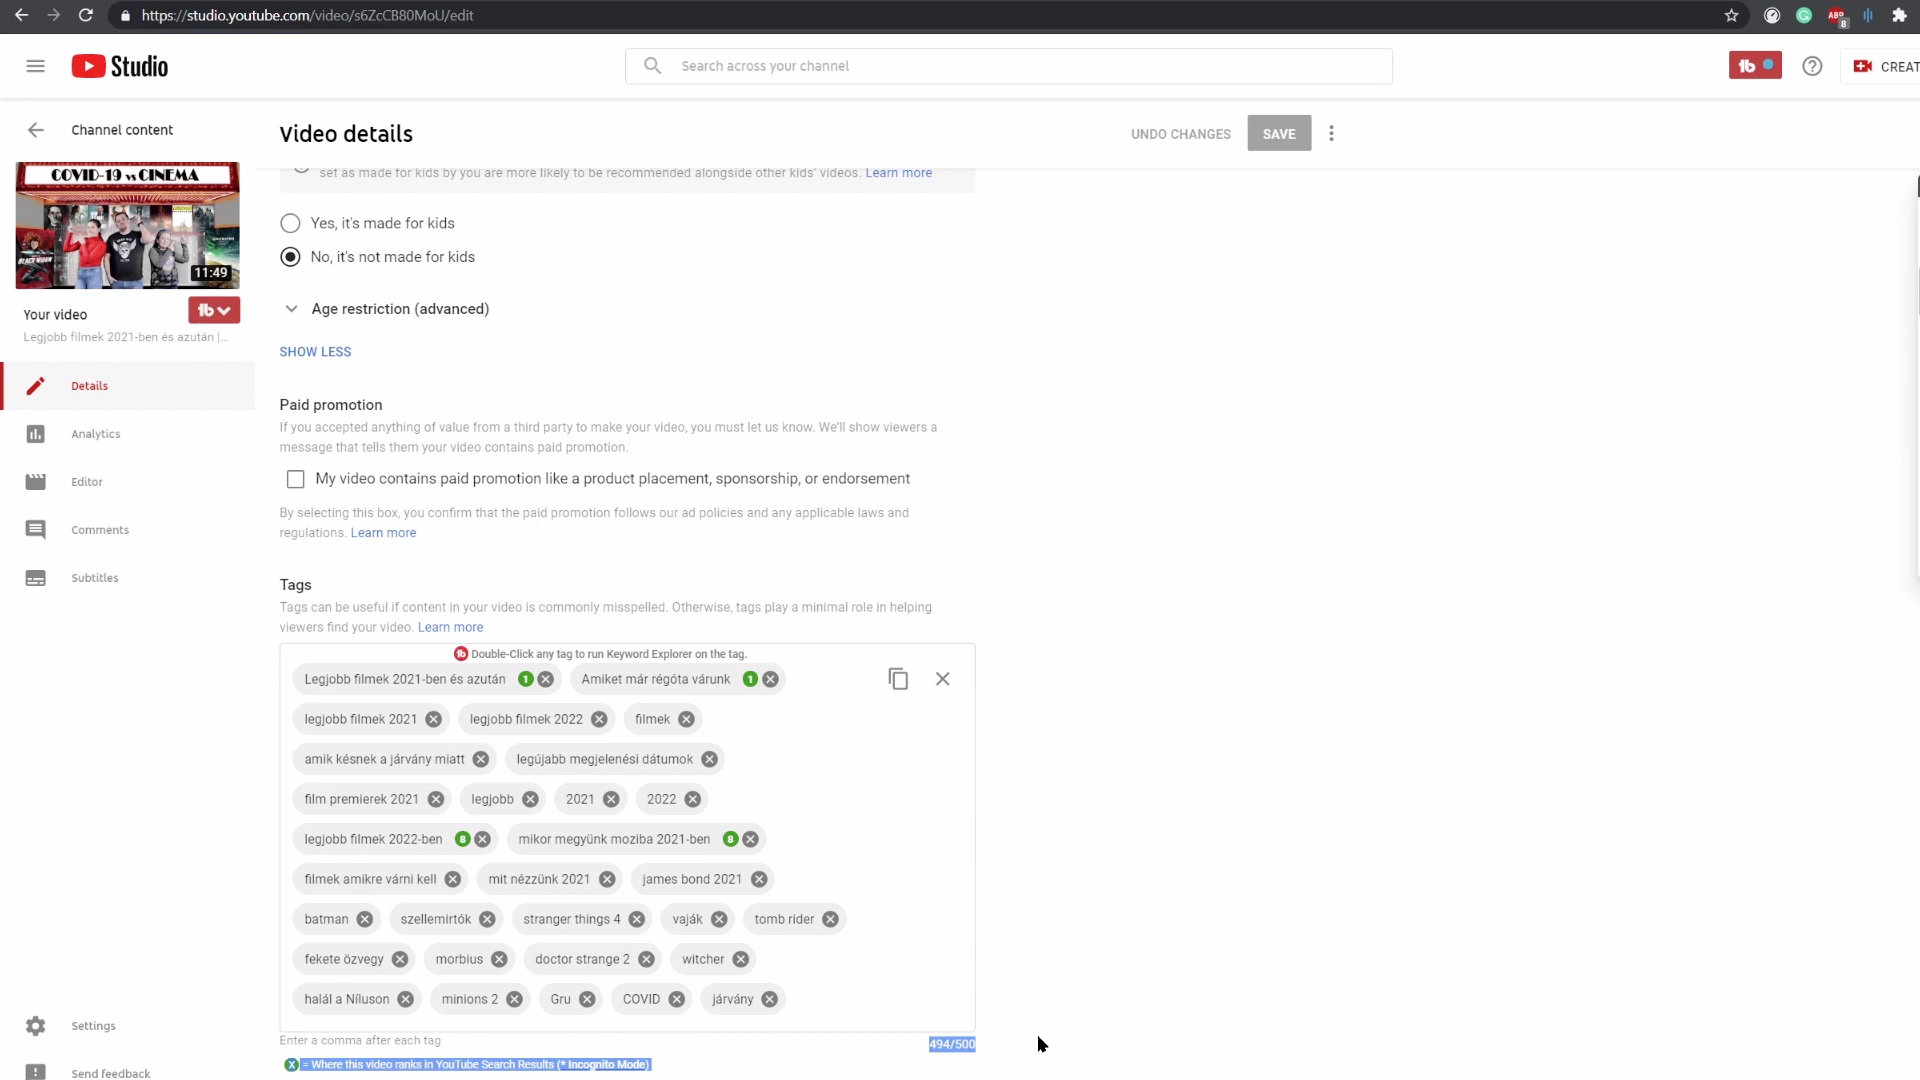 https://studio.youtube.com/video/s6ZcCB80MoU/edit
ABP
8
Studio
Search across your channel
CREAT
Channel content
Video details
UNDO CHANGES
SAVE
COVID-19 vs CINEMA
BLACK WIDOW
11:49
set as made for kids by you are more likely to be recommended alongside other kids' videos. Learn more
Yes, it's made for kids
No, it's not made for kids
Your video
Legjobb filmek 2021-ben és azután |...
Age restriction (advanced)
SHOW LESS
Details
Analytics
Editor
Comments
Subtitles
Paid promotion
If you accepted anything of value from a third party to make your video, you must let us know. We'll show viewers a
message that tells them your video contains paid promotion.
My video contains paid promotion like a product placement, sponsorship, or endorsement
By selecting this box, you confirm that the paid promotion follows our ad policies and any applicable laws and
regulations. Learn more
Tags
Tags can be useful if content in your video is commonly misspelled. Otherwise, tags play a minimal role in helping
viewers find your video. Learn more
Double-Click any tag to run Keyword Explorer on the tag.
Legjobb filmek 2021-ben és azután 1 Amiket már régóta várunk 1
legjobb filmek 2021 legjobb filmek 2022 filmek
amik késnek a járvány miatt legújabb megjelenési dátumok
film premierek 2021 legjobb 2021 2022
legjobb filmek 2022-ben 8 mikor megyünk moziba 2021-ben 8
filmek amikre várni kell mit nézzünk 2021 james bond 2021
batman szellemirtók stranger things 4 vaják tomb rider
fekete özvegy morbius doctor strange 2 witcher
halál a Níluson minions 2 Gru COVID járvány
Enter a comma after each tag
494/500
X = Where this video ranks in YouTube Search Results (* Incognito Mode)
Settings
Send feedback